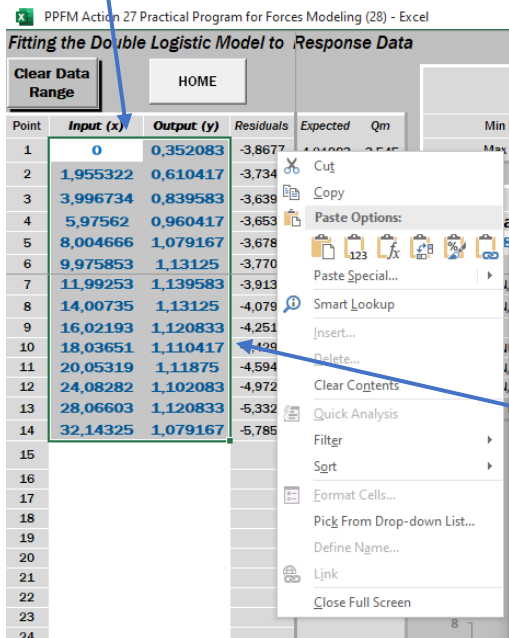 PPFM Action 27 Practical Program for Forces Modeling (28) - Excel
Fitting the Double Logistic Model to Response Data
Clear Data Range
HOME
Point Input (x) Output (y) Residuals Expected Qm Min
1 0 0,352083 -3,8677
2 1,955322 0,610417 -3,734
3 3,996734 0,839583 -3,639
4 5,97562 0,960417 -3,653
5 8,004666 1,079167 -3,678
6 9,975853 1,13125 -3,770
7 11,99253 1,139583 -3,913
8 14,00735 1,13125 -4,079
9 16,02193 1,120833 -4,251
10 18,03651 1,110417
11 20,05319 1,11875 -4,594
12 24,08282 1,102083 -4,972
13 28,06603 1,120833 -5,332
14 32,14325 1,079167 -5,785
15
16
17
18
19
20
21
22
23
24
Cut
Copy
Paste Options:
123
fx
%
Paste Special...
Smart Lookup
Insert...
Delete...
Clear Contents
Quick Analysis
Filter
Sort
Format Cells...
Pick From Drop-down List...
Define Name...
Link
Close Full Screen
8